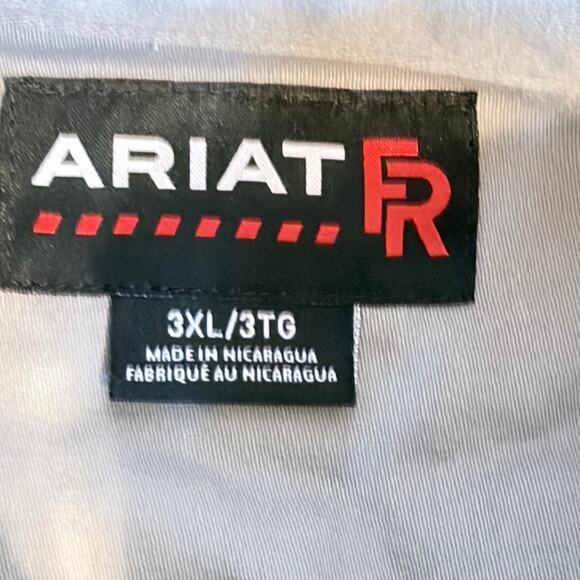 ARIAT FR
3XL/3TG
MADE IN NICARAGUA
FABRIQUÉ AU NICARAGUA